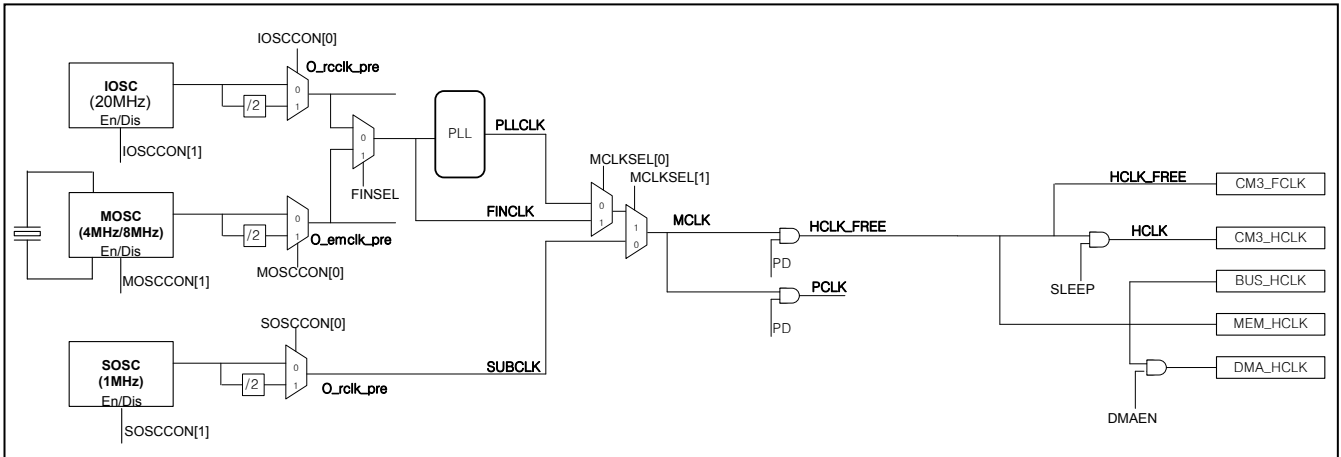 IOSCCON[0]
O_rcclk_pre
IOSC
(20MHz)
En/Dis
0
1
/2
IOSCCON[1]
PLL
PLLCLK
0
1
FINSEL
MCLKSEL[0]
MCLKSEL[1]
HCLK_FREE
CM3_FCLK
MOSC
(4MHz/8MHz)
En/Dis
0
1
/2
O_emclk_pre
MOSCCON[1]
MOSCCON[0]
FINCLK
0
1
1
0
MCLK
HCLK_FREE
PD
HCLK
CM3_HCLK
SLEEP
BUS_HCLK
PCLK
PD
MEM_HCLK
SOSCCON[0]
SOSC
(1MHz)
En/Dis
0
1
/2
O_rclk_pre
SUBCLK
DMA_HCLK
DMAEN
SOSCCON[1]